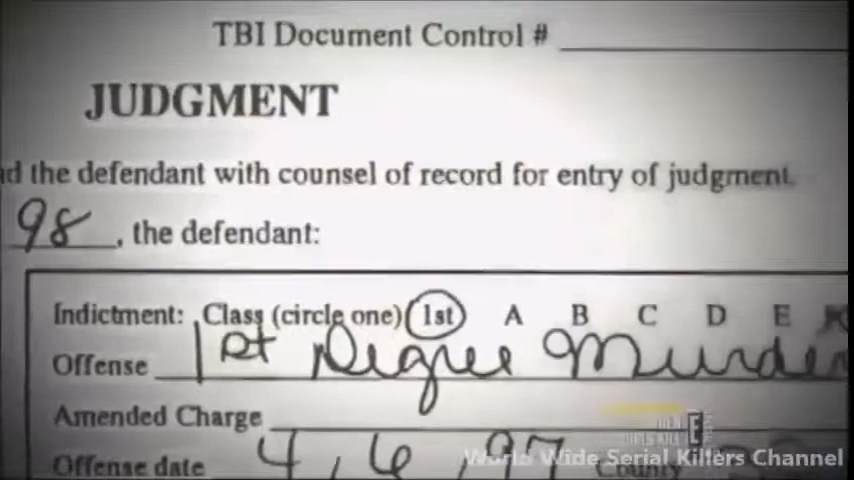 TBI Document Control #
JUDGMENT
the defendant with counsel of record for entry of judgment.
98, the defendant:
Indictment: Class (circle one) 1st A B C D E
Offense 1st Degree Murder
Amended Charge
Offense date 4, 6, 97 County
E
World Wide Serial Killers Channel